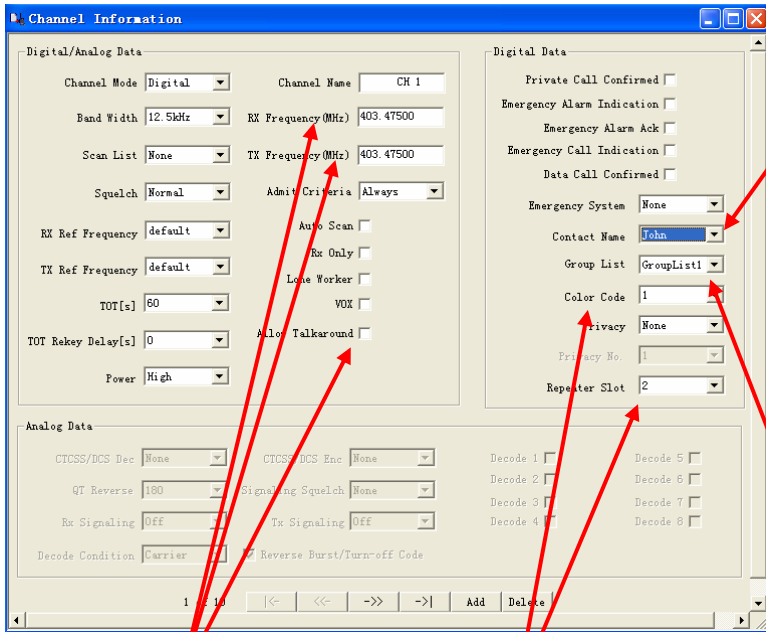 Channel Information
Digital/Analog Data
Channel Mode Digital
Channel Name CH 1
Band Width 12.5kHz
RX Frequency(MHz) 403.47500
Scan List None
TX Frequency(MHz) 403.47500
Squelch Normal
Admit Criteria Always
RX Ref Frequency default
Auto Scan
Rx Only
TX Ref Frequency default
Lone Worker
TOT[s] 60
VOX
TOT Rekey Delay[s] 0
Allow Talkaround
Power High
Digital Data
Private Call Confirmed
Emergency Alarm Indication
Emergency Alarm Ack
Emergency Call Indication
Data Call Confirmed
Emergency System None
Contact Name John
Group List GroupList1
Color Code 1
Privacy None
Privacy No. 1
Repeater Slot 2
Analog Data
CTCSS/DCS Dec None
CTCSS/DCS Enc None
Decode 1
Decode 5
QT Reverse 180
Signaling Squelch None
Decode 2
Decode 6
Rx Signaling Off
Tx Signaling Off
Decode 3
Decode 7
Decode 4
Decode 8
Decode Condition Carrier
Reverse Burst/Turn-off Code
1 of 10
|<-
<<-
->>
->|
Add
Delete